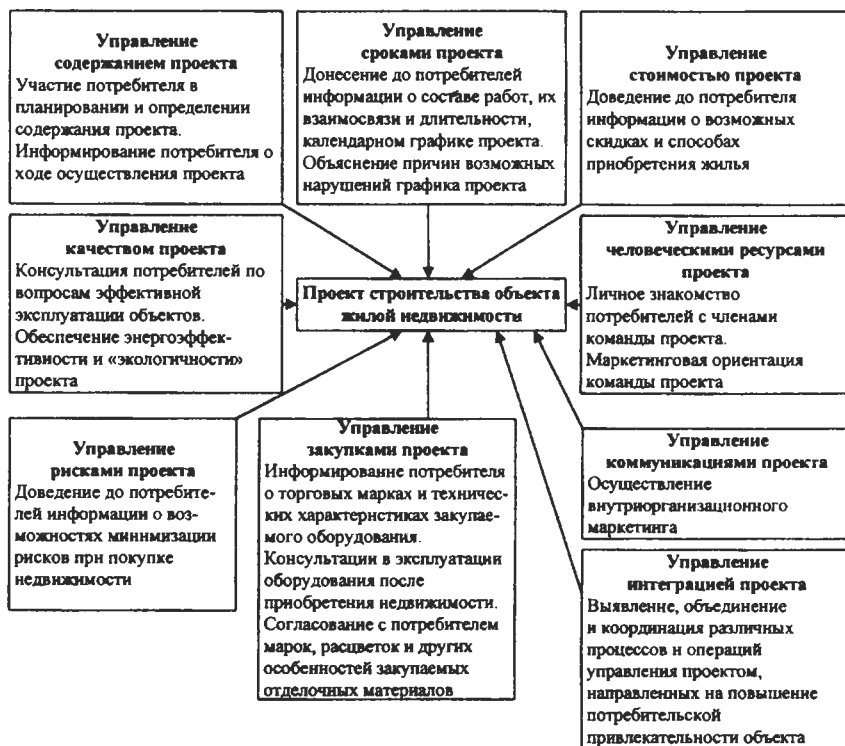 Управление
содержанием проекта
Участие потребителя в
планировании и определении
содержания проекта.
Информирование потребителя о
ходе осуществления проекта
Управление
сроками проекта
Донесение до потребителей
информации о составе работ, их
взаимосвязи и длительности,
календарном графике проекта.
Объяснение причин возможных
нарушений графика проекта
Управление
стоимостью проекта
Доведение до потребителя
информации о возможных
скидках и способах
приобретения жилья
Управление
качеством проекта
Консультация потребителей по
вопросам эффективной
эксплуатации объектов.
Обеспечение энергоэффек-
тивности и «экологичности»
проекта
Проект строительства объекта
жилой недвижимости
Управление
человеческими ресурсами
проекта
Личное знакомство
потребителей с членами
команды проекта.
Маркетинговая ориентация
команды проекта
Управление
рисками проекта
Доведение до потребите-
лей информации о воз-
можностях минимизации
рисков при покупке
недвижимости
Управление
закупками проекта
Информирование потребителя
о торговых марках и техничес-
ких характеристиках закупае-
мого оборудования.
Консультации в эксплуатации
оборудования после
приобретения недвижимости.
Согласование с потребителем
марок, расцветок и других
особенностей закупаемых
отделочных материалов
Управление
коммуникациями проекта
Осуществление
внутриорганизационного
маркетинга
Управление
интеграцией проекта
Выявление, объединение
и координация различных
процессов и операций
управления проектом,
направленных на повышение
потребительской
привлекательности объекта